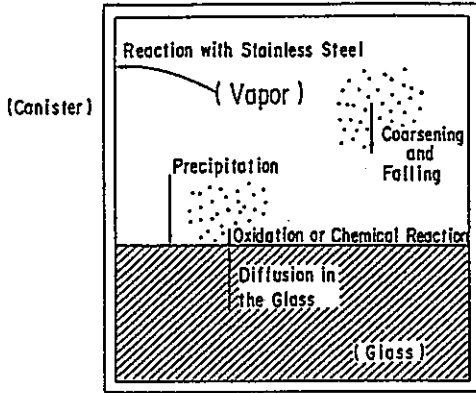 Reaction with Stainless Steel
(Vapor)
(Canister)
Coarsening
and
Falling
Precipitation
Oxidation or Chemical Reaction
Diffusion in
the Glass
(Glass)